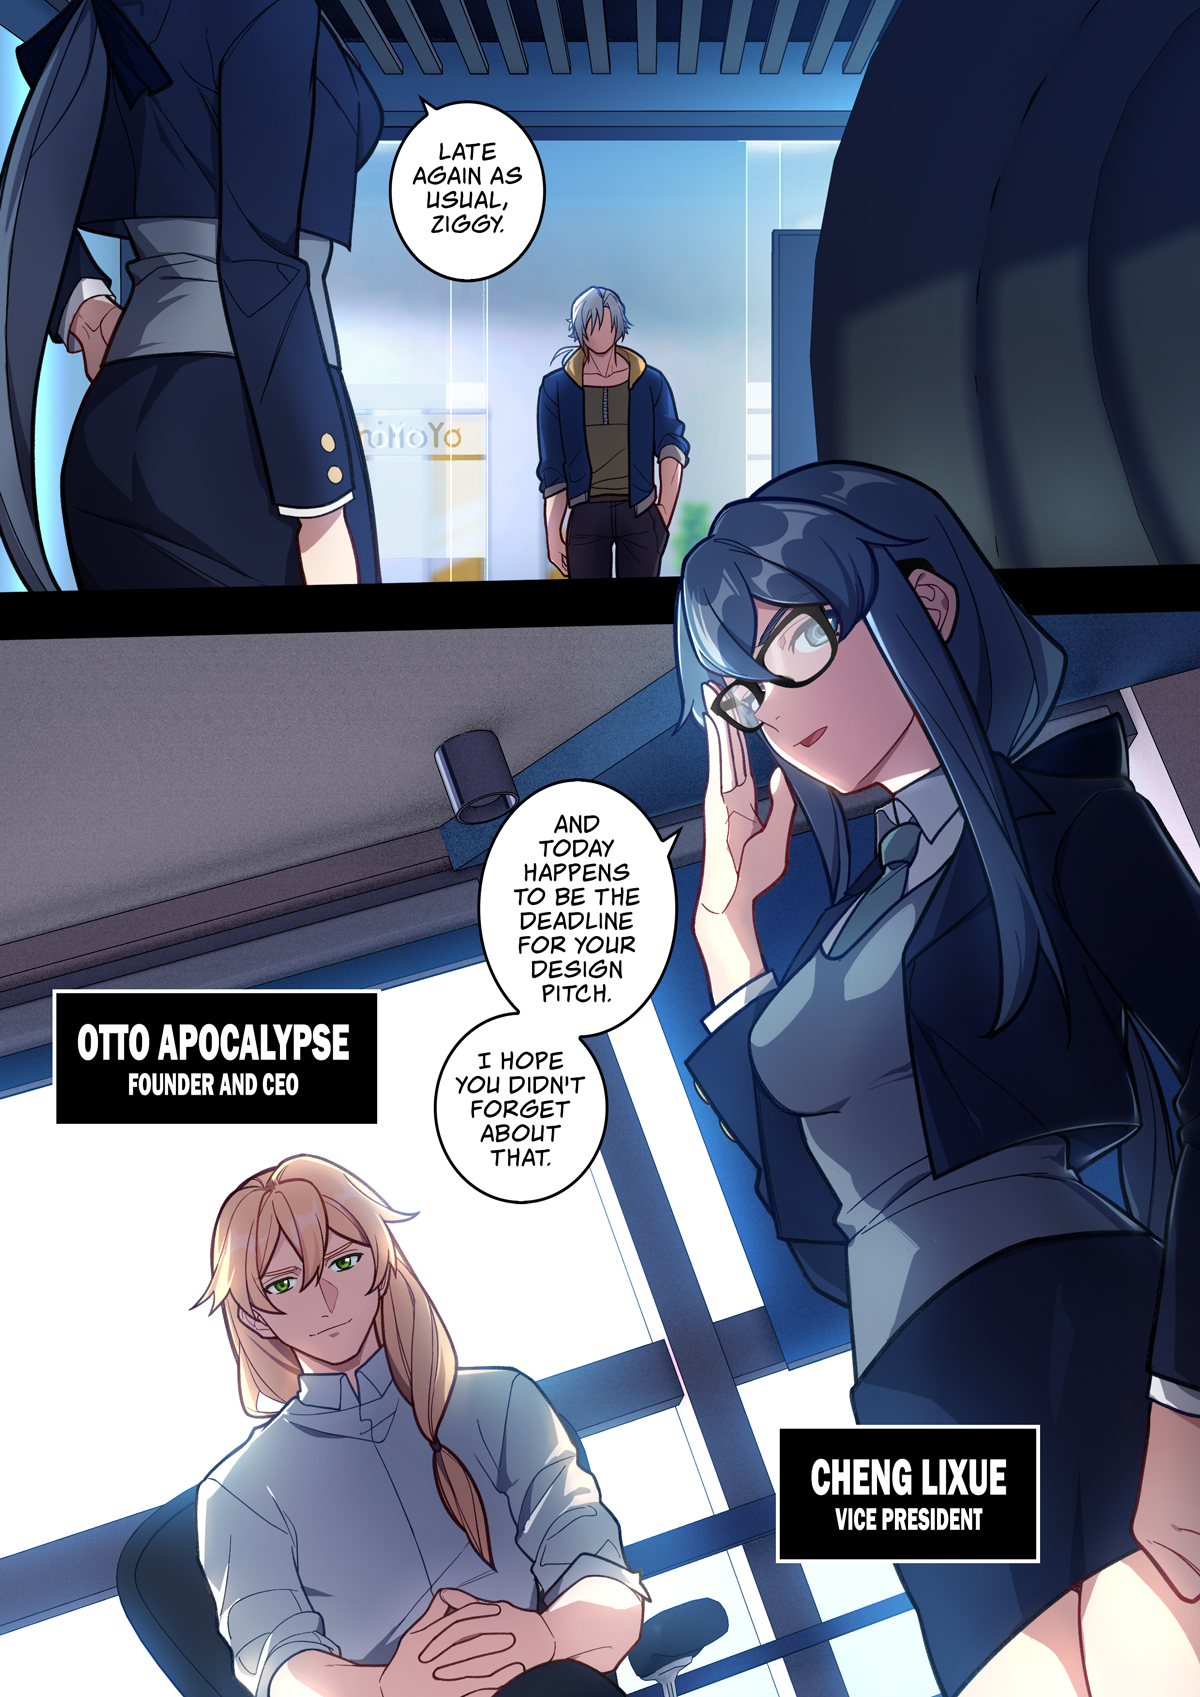 LATE
AGAIN AS
USUAL,
ZIGGY.
miHoYo
AND
TODAY
HAPPENS
TO BE THE
DEADLINE
FOR YOUR
DESIGN
PITCH.
I HOPE
YOU DIDN'T
FORGET
ABOUT
THAT.
OTTO APOCALYPSE
FOUNDER AND CEO
CHENG LIXUE
VICE PRESIDENT